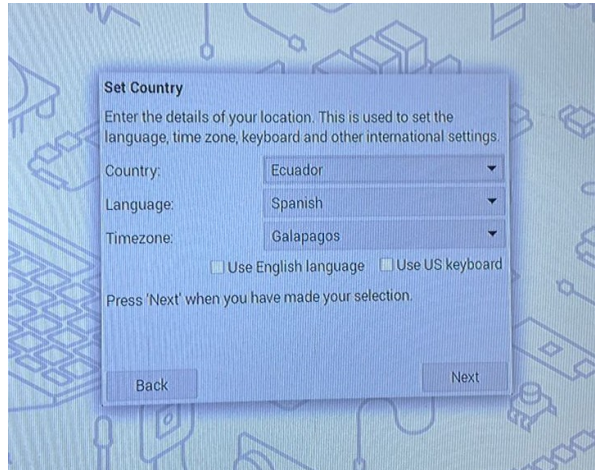 Set Country
Enter the details of your location. This is used to set the
language, time zone, keyboard and other international settings.
Country: Ecuador
Language: Spanish
Timezone: Galapagos
Use English language Use US keyboard
Press 'Next' when you have made your selection.
Back Next